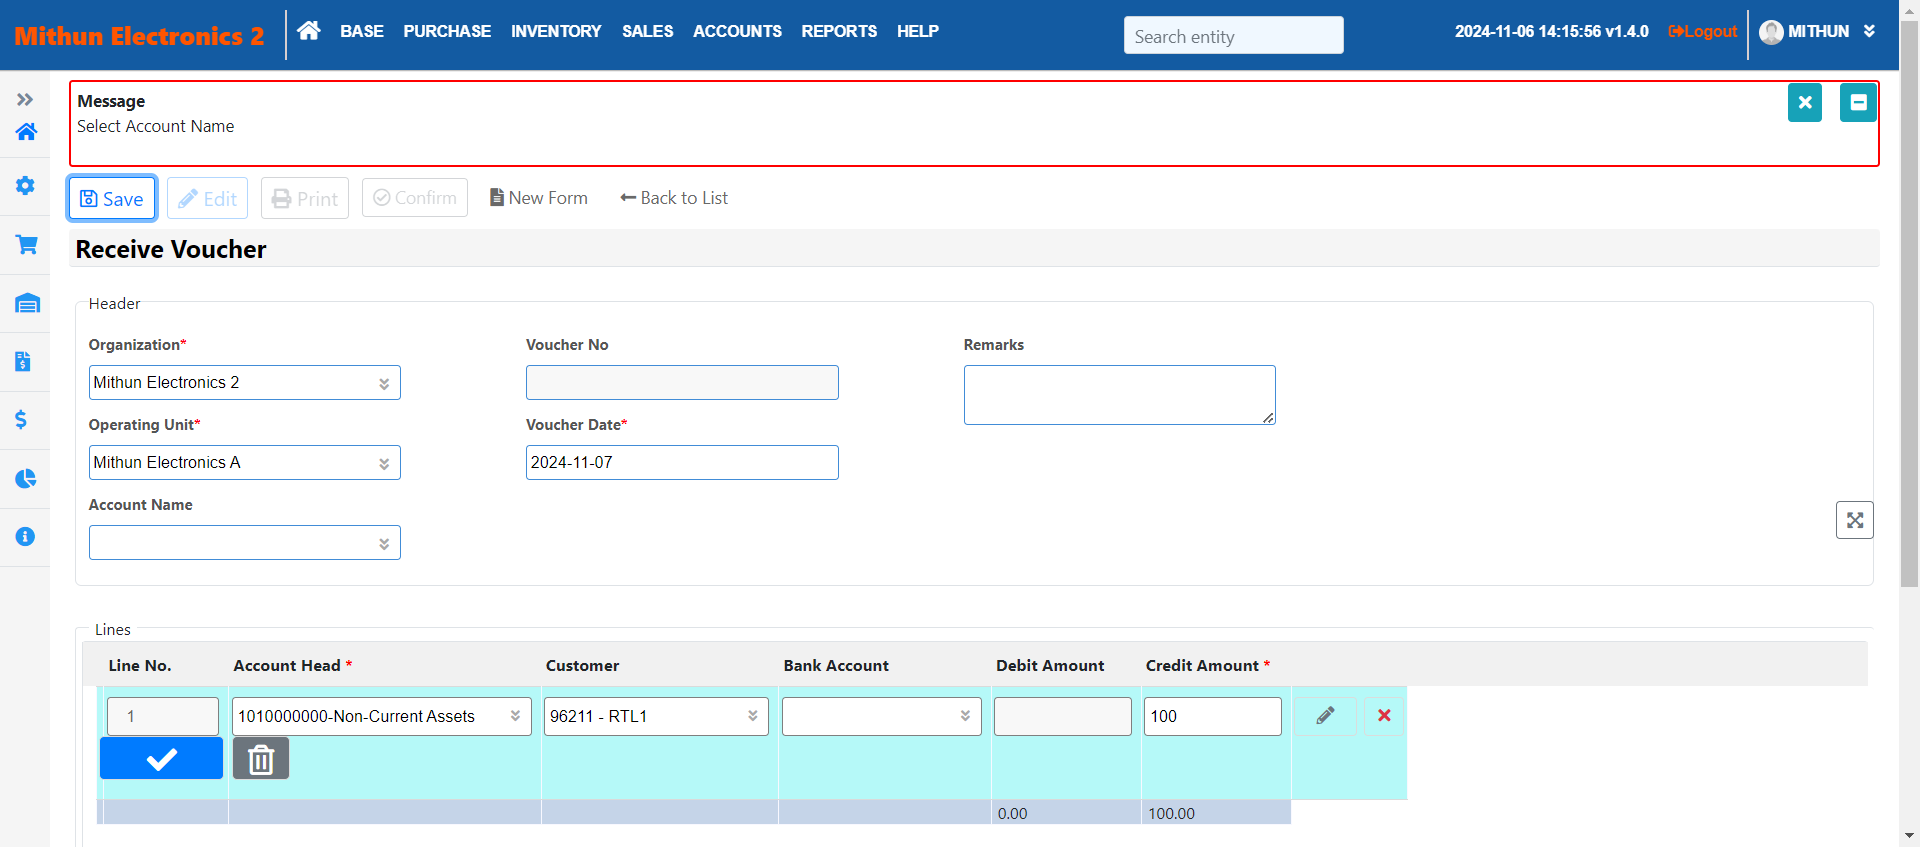 Mithun Electronics 2 BASE PURCHASE INVENTORY SALES ACCOUNTS REPORTS HELP Search entity 2024-11-06 14:15:56 v1.4.0 Logout MITHUN
Message
Select Account Name
Save Edit Print Confirm New Form Back to List
Receive Voucher
Header
Organization* Voucher No Remarks
Mithun Electronics 2
Operating Unit* Voucher Date*
Mithun Electronics A 2024-11-07
Account Name
Lines
Line No. Account Head * Customer Bank Account Debit Amount Credit Amount *
1 1010000000-Non-Current Assets 96211 - RTL1 100
0.00 100.00